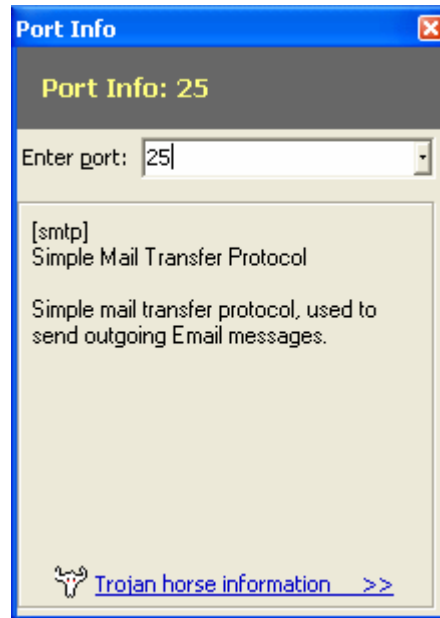 Port Info
Port Info: 25
Enter port: 25
[smtp]
Simple Mail Transfer Protocol
Simple mail transfer protocol, used to
send outgoing Email messages.
Trojan horse information >>